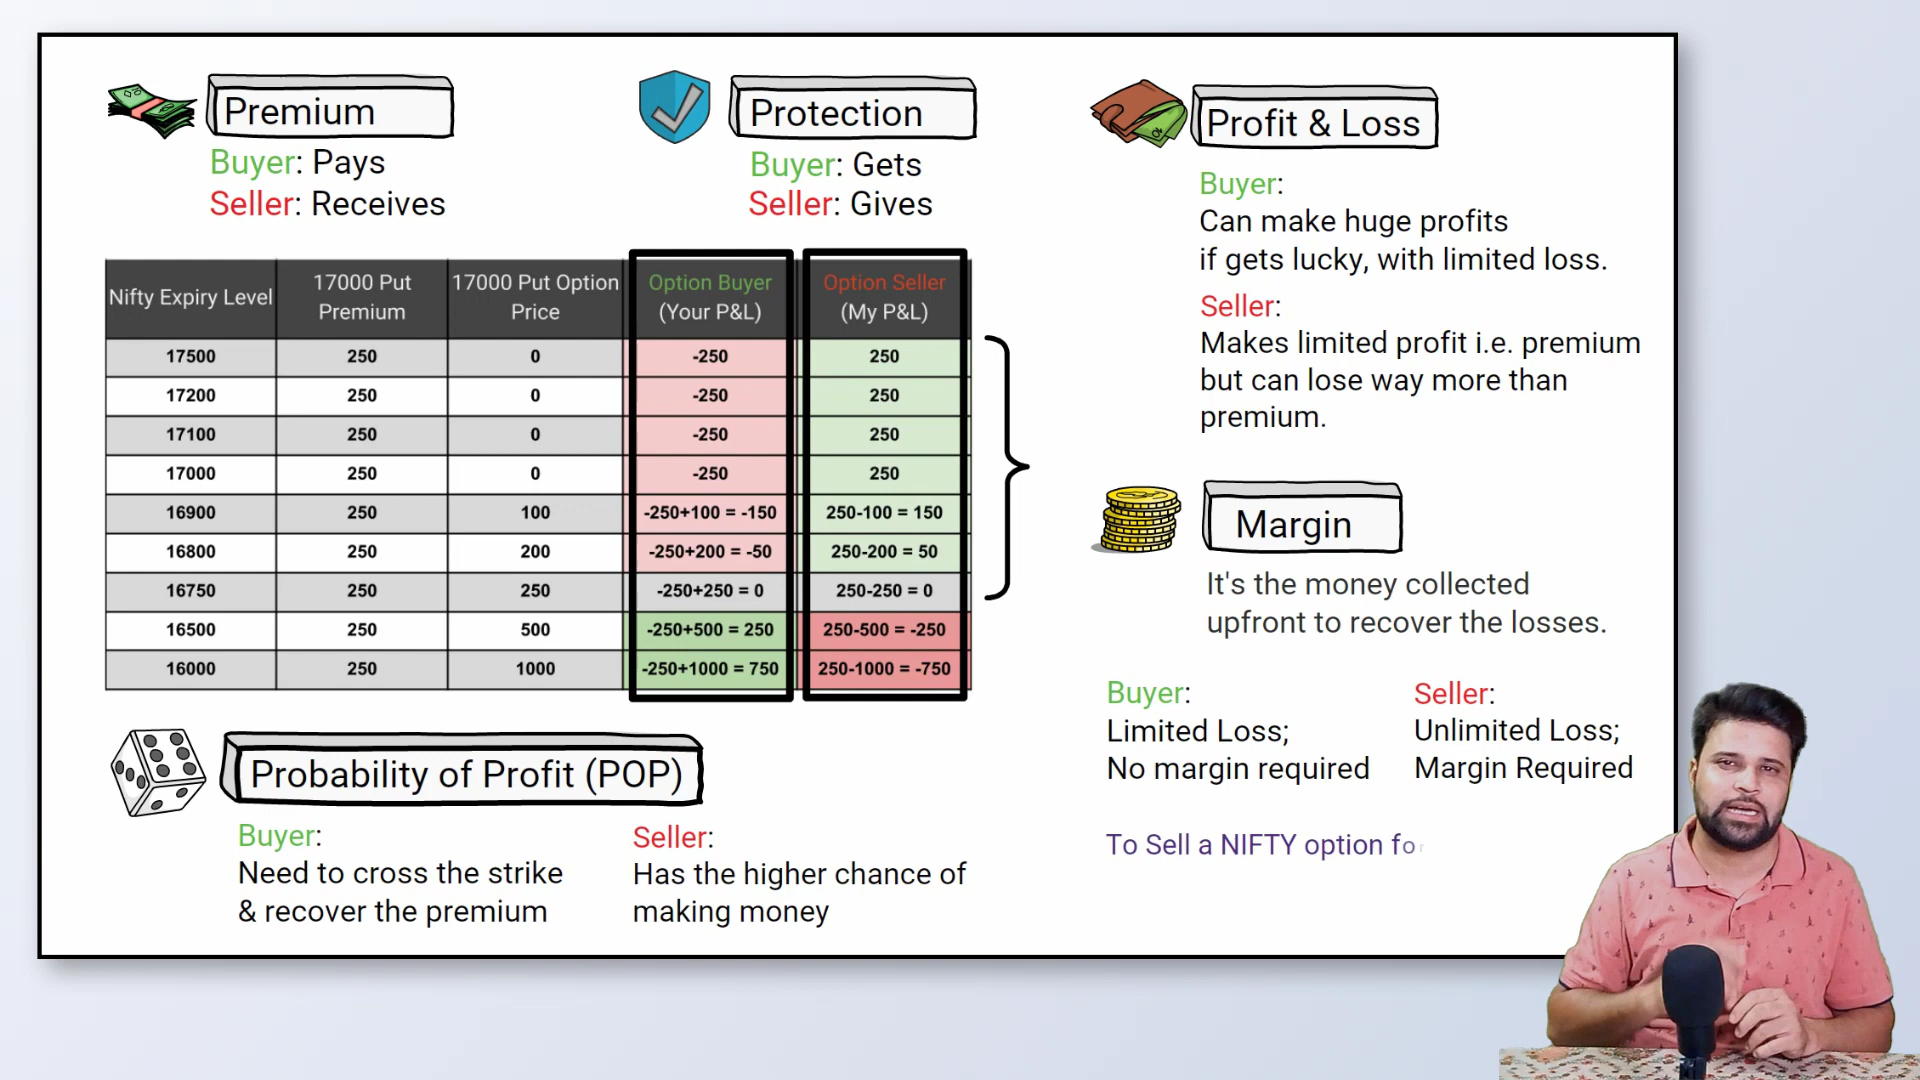 Premium
Buyer: Pays
Seller: Receives
Protection
Buyer: Gets
Seller: Gives
Nifty Expiry Level | 17000 Put Premium | 17000 Put Option Price | Option Buyer (Your P&L) | Option Seller (My P&L)
17500 | 250 | 0 | -250 | 250
17200 | 250 | 0 | -250 | 250
17100 | 250 | 0 | -250 | 250
17000 | 250 | 0 | -250 | 250
16900 | 250 | 100 | -250+100 = -150 | 250-100 = 150
16800 | 250 | 200 | -250+200 = -50 | 250-200 = 50
16750 | 250 | 250 | -250+250 = 0 | 250-250 = 0
16500 | 250 | 500 | -250+500 = 250 | 250-500 = -250
16000 | 250 | 1000 | -250+1000 = 750 | 250-1000 = -750
Probability of Profit (POP)
Buyer:
Need to cross the strike
& recover the premium
Seller:
Has the higher chance of
making money
Profit & Loss
Buyer:
Can make huge profits
if gets lucky, with limited loss.
Seller:
Makes limited profit i.e. premium
but can lose way more than
premium.
Margin
It's the money collected
upfront to recover the losses.
Buyer:
Limited Loss;
No margin required
Seller:
Unlimited Loss;
Margin Required
To Sell a NIFTY option for